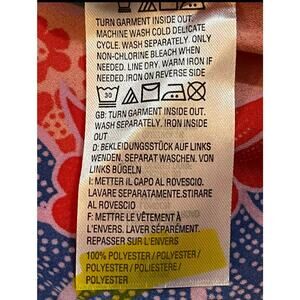 TURN GARMENT INSIDE OUT.
MACHINE WASH COLD DELICATE
CYCLE. WASH SEPARATELY. ONLY
NON-CHLORINE BLEACH WHEN
NEEDED. LINE DRY. WARM IRON IF
NEEDED.IRON ON REVERSE SIDE
30
GB: TURN GARMENT INSIDE OUT.
WASH SEPARATELY. IRON INSIDE
OUT
D: BEKLEIDUNGSSTÜCK AUF LINKS
WENDEN. SEPARAT WASCHEN. VON
LINKS BÜGELN
I: METTER IL CAPO AL ROVESCIO.
LAVARE SEPARATAMENTE.STIRARE
AL ROVESCIO
F: METTRE LE VÊTEMENT À
L'ENVERS. LAVER SÉPARÉMENT.
REPASSER SUR L'ENVERS
100% POLYESTER / POLYESTER /
POLYESTER / POLIESTERE /
POLYESTER